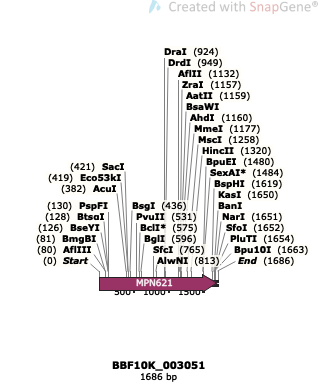 Created with SnapGene®
DraI (924)
DrdI (949)
AflII (1132)
ZraI (1157)
AatII (1159)
BsaWI
AhdI (1160)
MmeI (1177)
MscI (1258)
HincII (1320)
BpuEI (1480)
(421) SacI
SexAI* (1484)
(419) Eco53kI
BspHI (1619)
(382) AcuI
KasI (1650)
(130) PspFI
BsgI (436)
BanI
(128) BtsαI
PvuII (531)
NarI (1651)
(126) BseYI
BclI* (575)
SfoI (1652)
(81) BmgBI
BglI (596)
PluTI (1654)
(80) AflIII
SfcI (765)
Bpu10I (1663)
(0) Start
AlwNI (813)
End (1686)
MPN621
500 1000 1500
BBF10K_003051
1686 bp